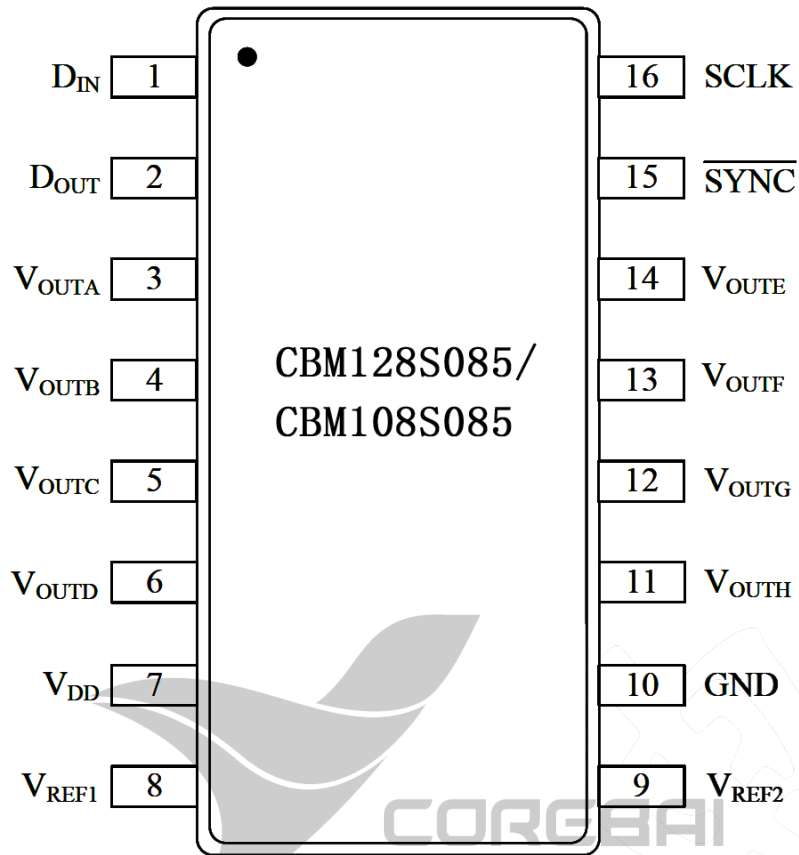 DIN 1 16 SCLK
DOUT 2 15 SYNC
VOUTA 3 14 VOUTE
VOUTB 4 13 VOUTF
CBM128S085/
CBM108S085
VOUTC 5 12 VOUTG
VOUTD 6 11 VOUTH
VDD 7 10 GND
VREF1 8 9 VREF2
COREBAI